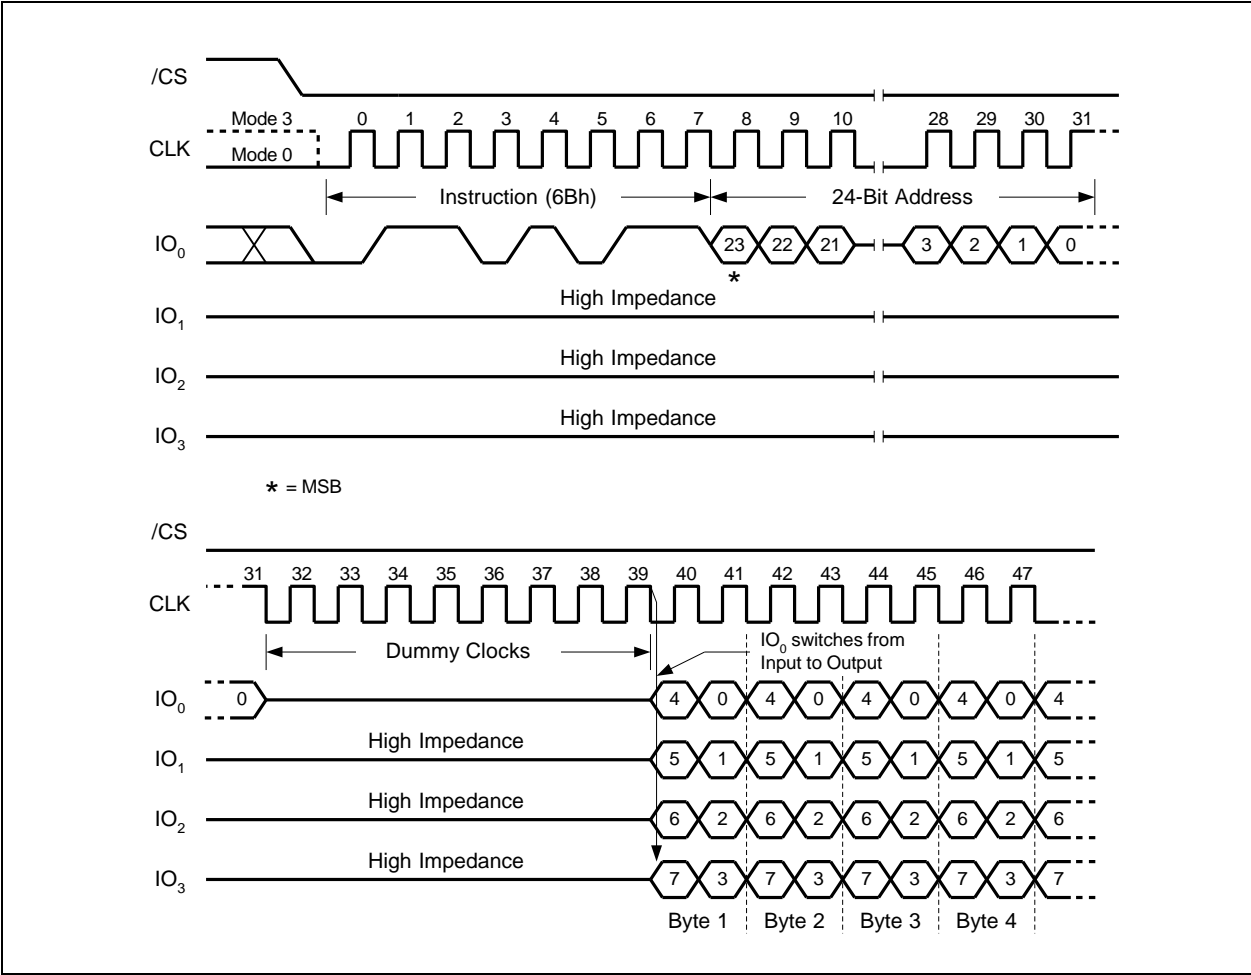 /CS
Mode 3 0 1 2 3 4 5 6 7 8 9 10 28 29 30 31
CLK Mode 0
Instruction (6Bh) 24-Bit Address
IO0 23 22 21 3 2 1 0
*
High Impedance
IO1
High Impedance
IO2
High Impedance
IO3
* = MSB
/CS
31 32 33 34 35 36 37 38 39 40 41 42 43 44 45 46 47
CLK
Dummy Clocks
IO0 switches from
Input to Output
IO0 0 4 0 4 0 4 0 4 0 4
High Impedance
IO1 5 1 5 1 5 1 5 1 5
High Impedance
IO2 6 2 6 2 6 2 6 2 6
High Impedance
IO3 7 3 7 3 7 3 7 3 7
Byte 1 Byte 2 Byte 3 Byte 4